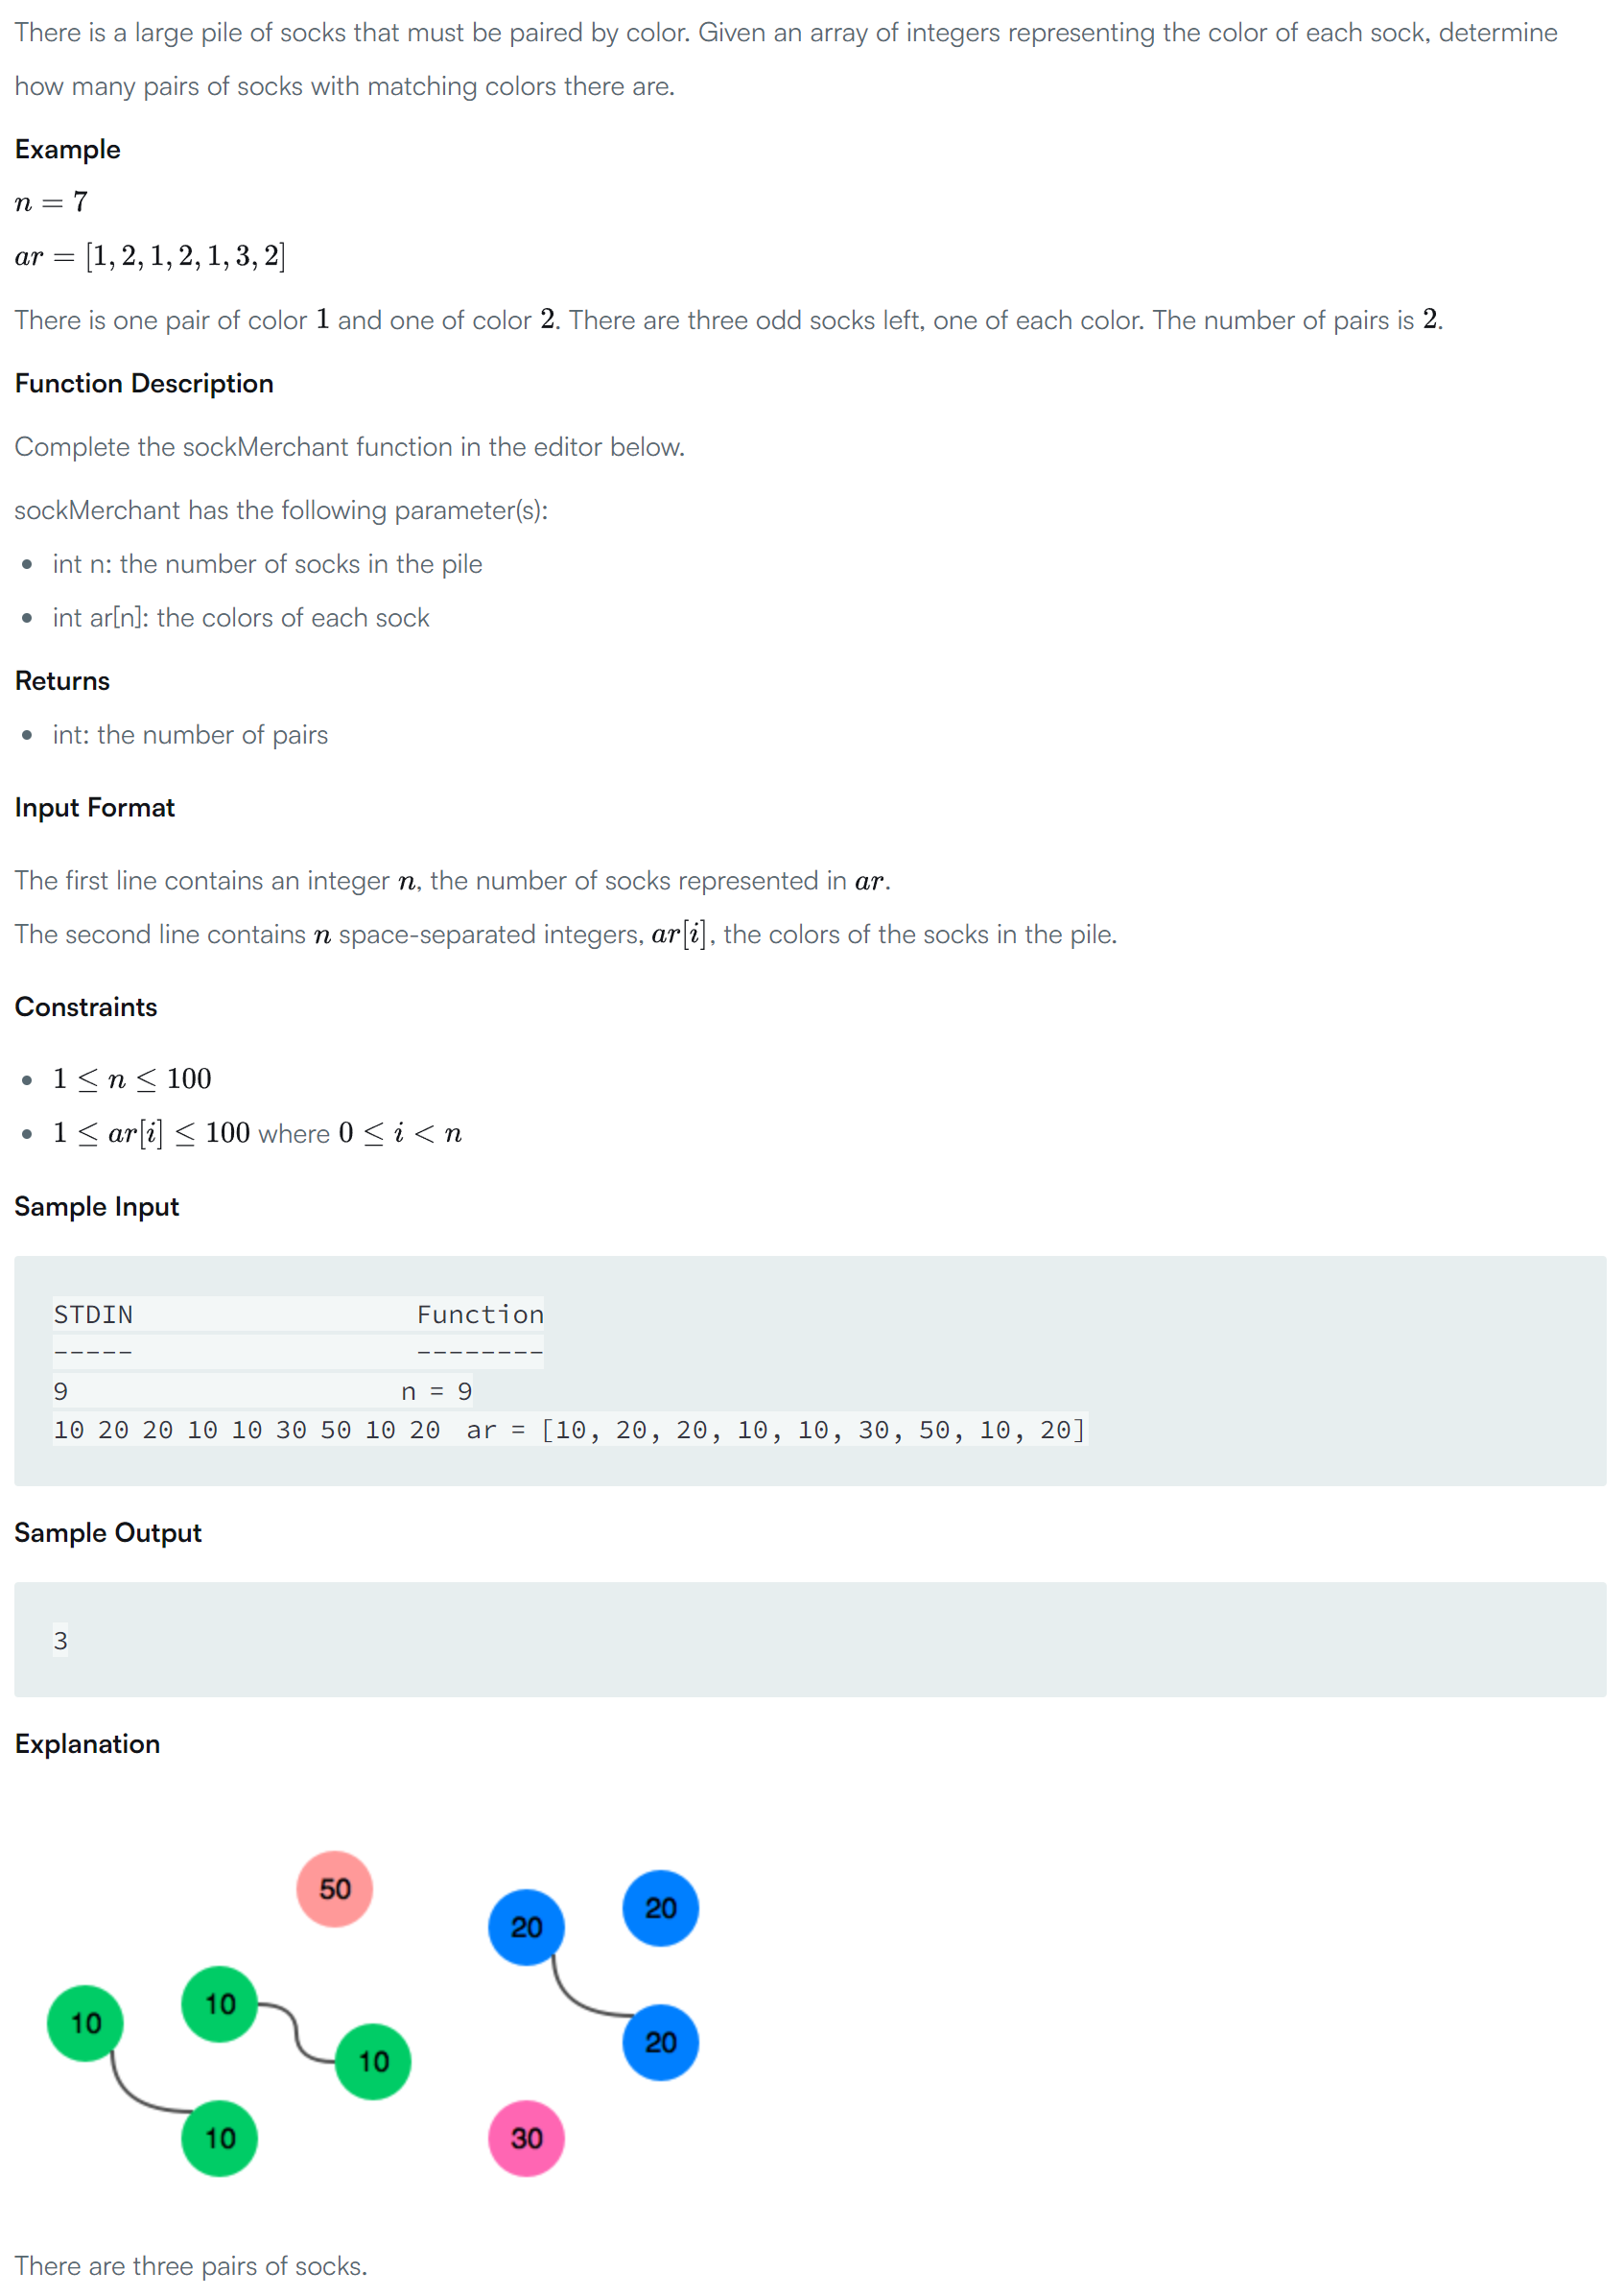 There is a large pile of socks that must be paired by color. Given an array of integers representing the color of each sock, determine
how many pairs of socks with matching colors there are.
Example
n = 7
ar = [1, 2, 1, 2, 1, 3, 2]
There is one pair of color 1 and one of color 2. There are three odd socks left, one of each color. The number of pairs is 2.
Function Description
Complete the sockMerchant function in the editor below.
sockMerchant has the following parameter(s):
• int n: the number of socks in the pile
• int ar[n]: the colors of each sock
Returns
• int: the number of pairs
Input Format
The first line contains an integer n, the number of socks represented in ar.
The second line contains n space-separated integers, ar[i], the colors of the socks in the pile.
Constraints
• 1 ≤ n ≤ 100
• 1 ≤ ar[i] ≤ 100 where 0 ≤ i < n
Sample Input
STDIN                  Function
-----                  --------
9                     n = 9
10 20 20 10 10 30 50 10 20  ar = [10, 20, 20, 10, 10, 30, 50, 10, 20]
Sample Output
3
Explanation
50
20
20
10
10
10
20
10
30
There are three pairs of socks.